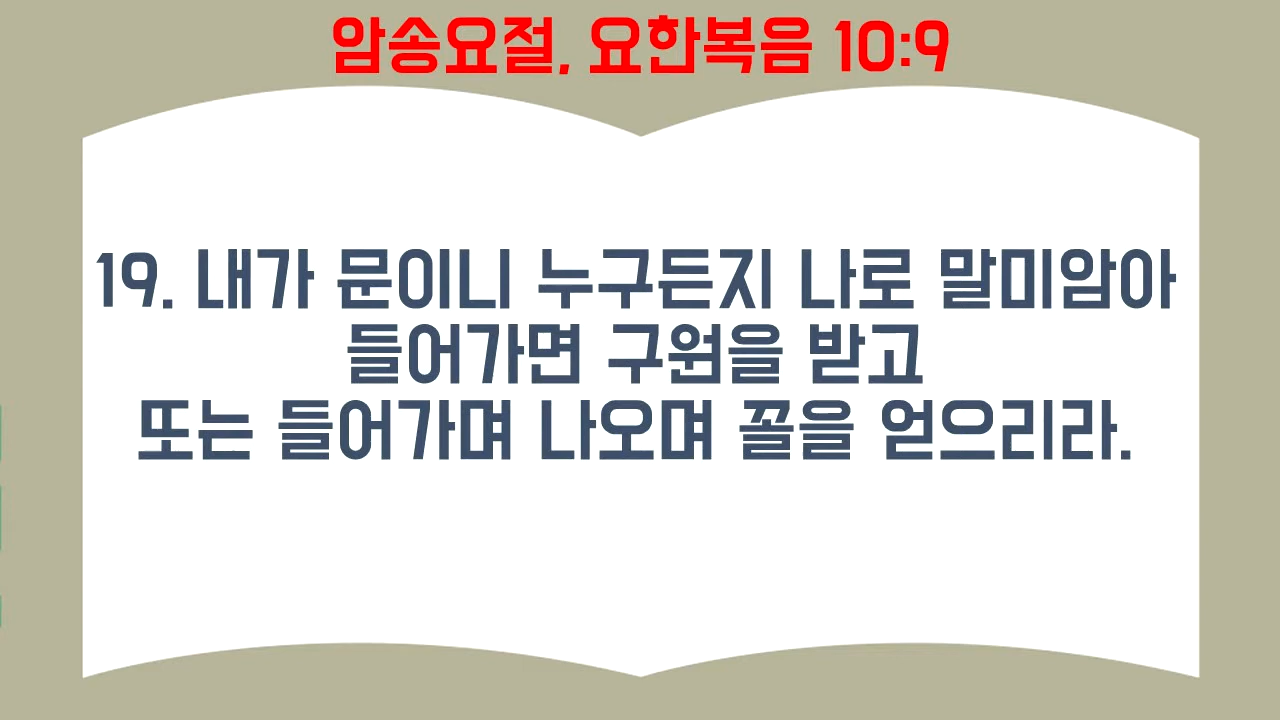 암송요절, 요한복음 10:9
19. 내가 문이니 누구든지 나로 말미암아
들어가면 구원을 받고
또는 들어가며 나오며 꼴을 얻으리라.